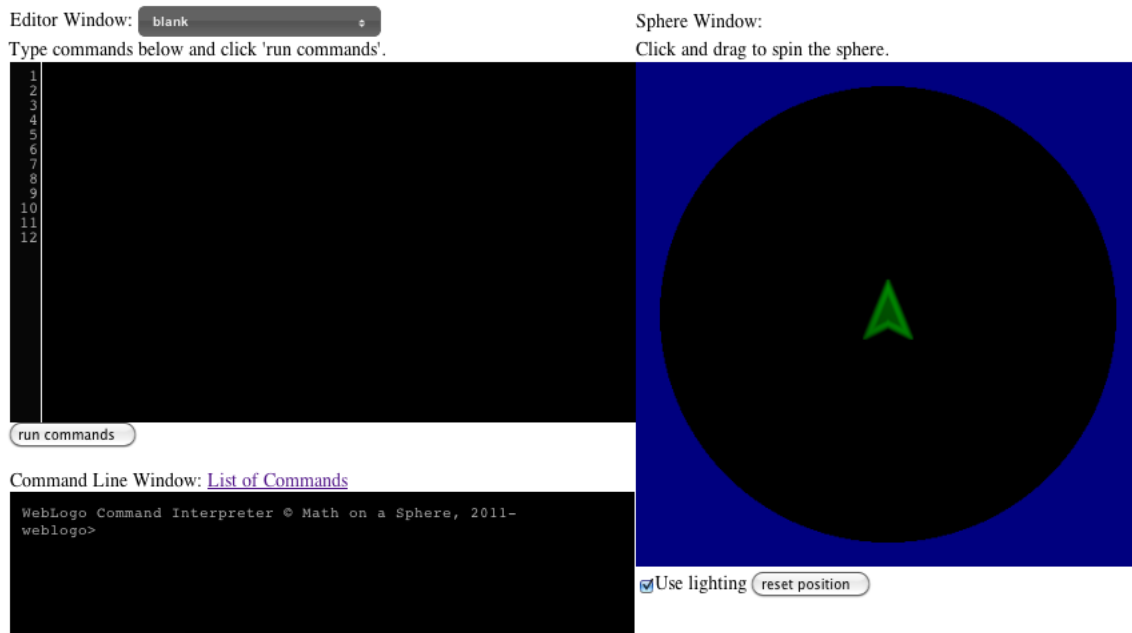 Editor Window: blank
Type commands below and click 'run commands'.
1
2
3
4
5
6
7
8
9
10
11
12
run commands
Command Line Window: List of Commands
WebLogo Command Interpreter © Math on a Sphere, 2011-
weblogo>
Sphere Window:
Click and drag to spin the sphere.
Use lighting reset position